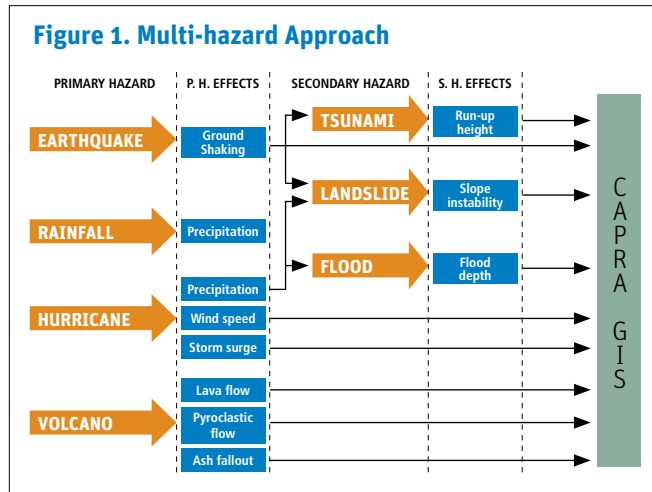 Figure 1. Multi-hazard Approach
PRIMARY HAZARD
P. H. EFFECTS
SECONDARY HAZARD
S. H. EFFECTS
EARTHQUAKE
Ground
Shaking
TSUNAMI
Run-up
height
LANDSLIDE
Slope
instability
RAINFALL
Precipitation
FLOOD
Flood
depth
HURRICANE
Precipitation
Wind speed
Storm surge
VOLCANO
Lava flow
Pyroclastic
flow
Ash fallout
CAPRA GIS